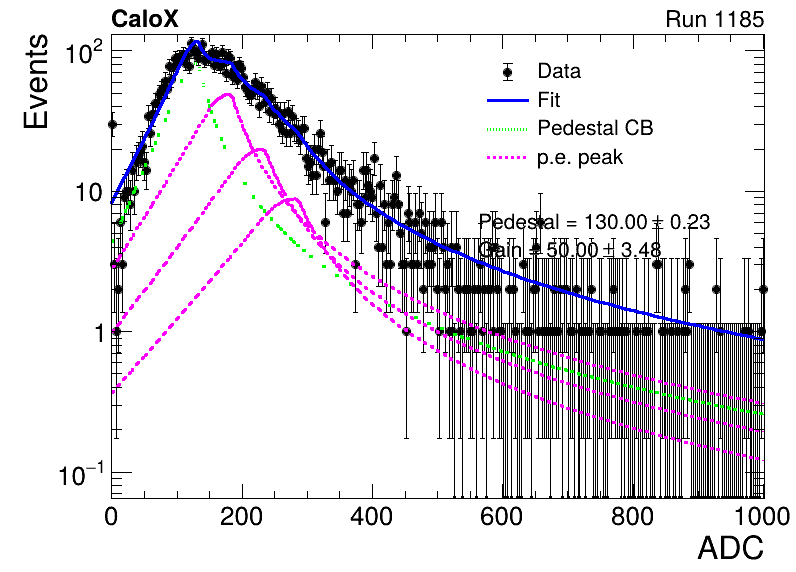 CaloX Run 1185
Events
10²
10
1
10⁻¹
Data
Fit
Pedestal CB
p.e. peak
Pedestal = 130.00 ± 0.23
Gain = 50.00 ± 3.48
0 200 400 600 800 1000
ADC